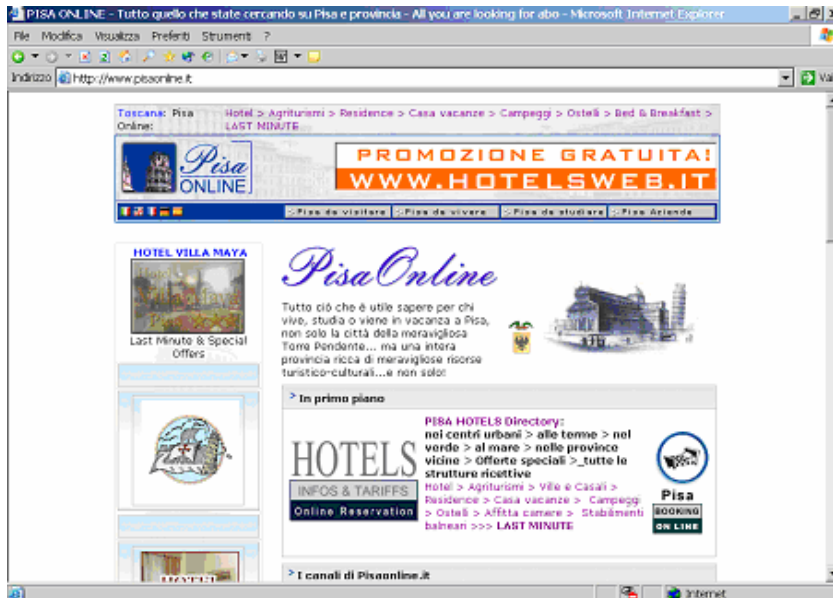 PISA ONLINE - Tutto quello che state cercando su Pisa e provincia - All you are looking for abo - Microsoft Internet Explorer
File Modifica Visualizza Preferiti Strumenti ?
Indirizzo http://www.pisaonline.it Vai
Toscana: Pisa Online:
Hotel > Agriturismi > Residence > Casa vacanze > Campeggi > Ostelli > Bed & Breakfast >
LAST MINUTE
Pisa
ONLINE
PROMOZIONE GRATUITA!
WWW.HOTELSWEB.IT
Pisa da visitare Pisa da vivere Pisa da studiare Pisa Aziende
HOTEL VILLA MAYA
Last Minute & Special
Offers
PisaOnline
Tutto ciò che è utile sapere per chi
vive, studia o viene in vacanza a Pisa,
non solo la città della meravigliosa
Torre Pendente... ma una intera
provincia ricca di meravigliose risorse
turistico-culturali...e non solo!
> In primo piano
HOTELS
INFOS & TARIFFS
Online Reservation
PISA HOTELS Directory:
nei centri urbani > alle terme > nel
verde > al mare > nelle province
vicine > Offerte speciali > tutte le
strutture ricettive
Hotel > Agriturismi > Ville e Casali >
Residence > Casa vacanze > Campeggi
> Ostelli > Affitta camere > Stabilimenti
balneari >>> LAST MINUTE
Pisa
BOOKING
ON LINE
HOTEL
> I canali di Pisaonline.it
Internet